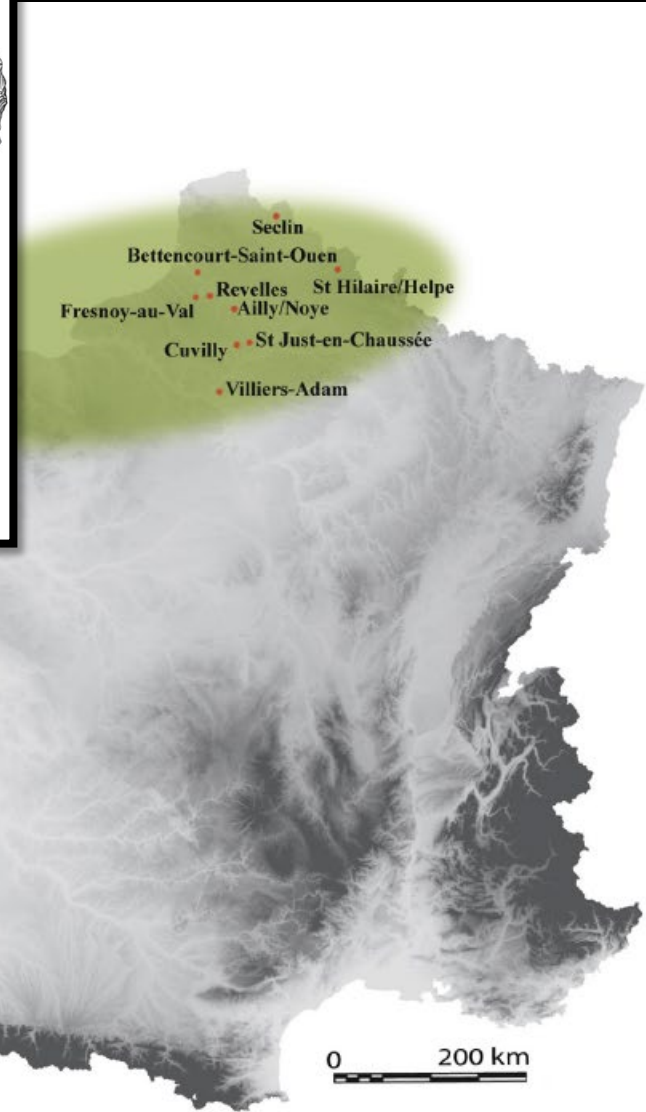 Seclin
Bettencourt-Saint-Ouen
St Hilaire/Helpe
Revelles
Fresnoy-au-Val
Ailly/Noye
Cuvilly
St Just-en-Chaussée
Villiers-Adam
0 200 km